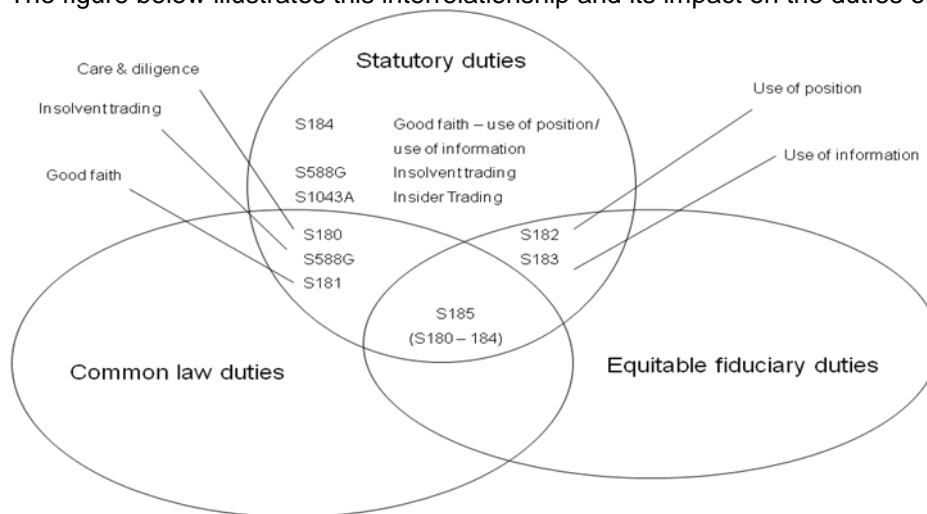 The figure below illustrates this interrelationship and its impact on the duties
Statutory duties
Care & diligence
Insolvent trading
Good faith
Use of position
Use of information
S184 Good faith – use of position/
use of information
S588G Insolvent trading
S1043A Insider Trading
S180
S588G
S181
S182
S183
S185
(S180 – 184)
Common law duties
Equitable fiduciary duties